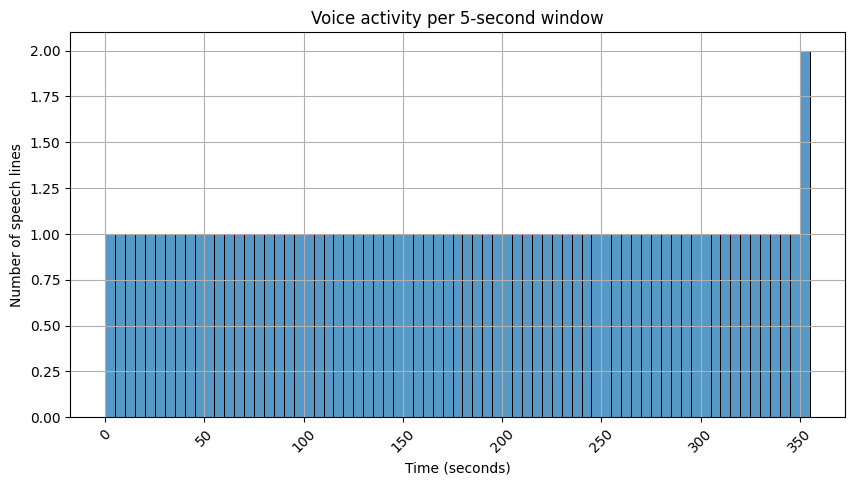 Voice activity per 5-second window
Number of speech lines
2.00
1.75
1.50
1.25
1.00
0.75
0.50
0.25
0.00
0 50 100 150 200 250 300 350
Time (seconds)